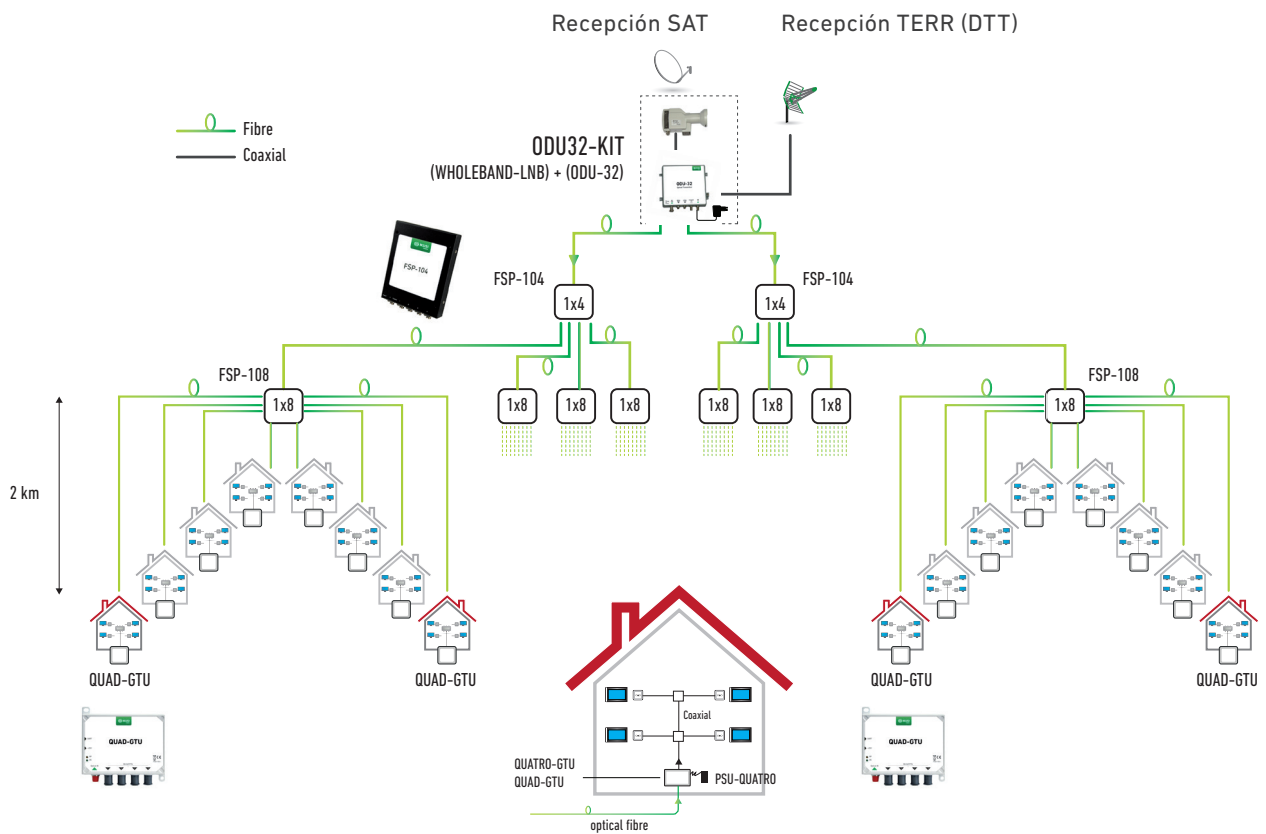 Recepción SAT
Recepción TERR (DTT)
Fibre
Coaxial
ODU32-KIT
(WHOLEBAND-LNB) + (ODU-32)
ODU-32
FSP-104
FSP-104
1x4
FSP-104
1x4
FSP-108
1x8
1x8
1x8
1x8
1x8
1x8
1x8
FSP-108
1x8
2 km
QUAD-GTU
QUAD-GTU
QUAD-GTU
QUAD-GTU
QUAD-GTU
QUAD-GTU
Coaxial
QUATRO-GTU
QUAD-GTU
PSU-QUATRO
optical fibre